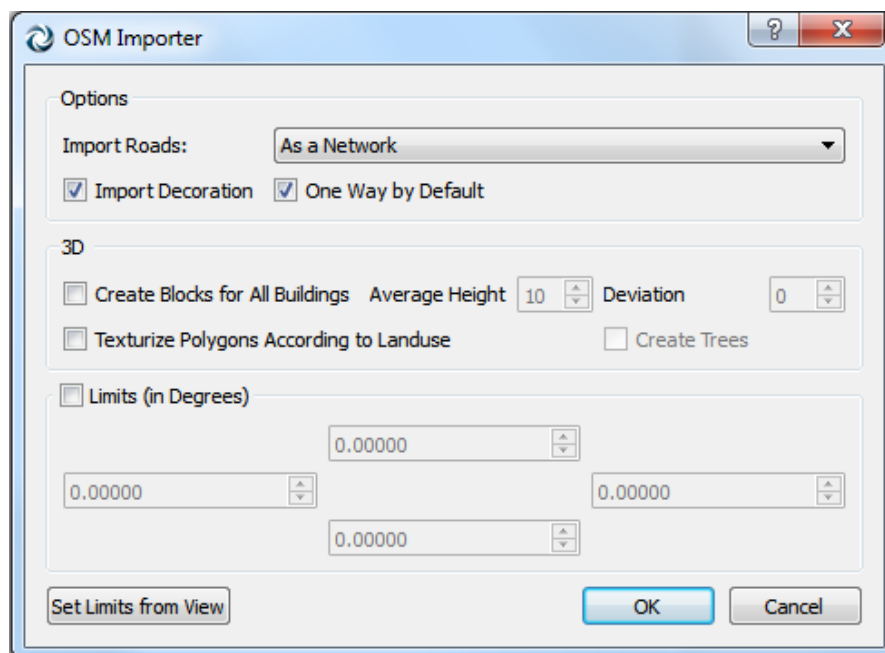 OSM Importer
Options
Import Roads: As a Network
Import Decoration One Way by Default
3D
Create Blocks for All Buildings Average Height 10 Deviation 0
Texturize Polygons According to Landuse Create Trees
Limits (in Degrees)
0.00000
0.00000 0.00000
0.00000
Set Limits from View OK Cancel